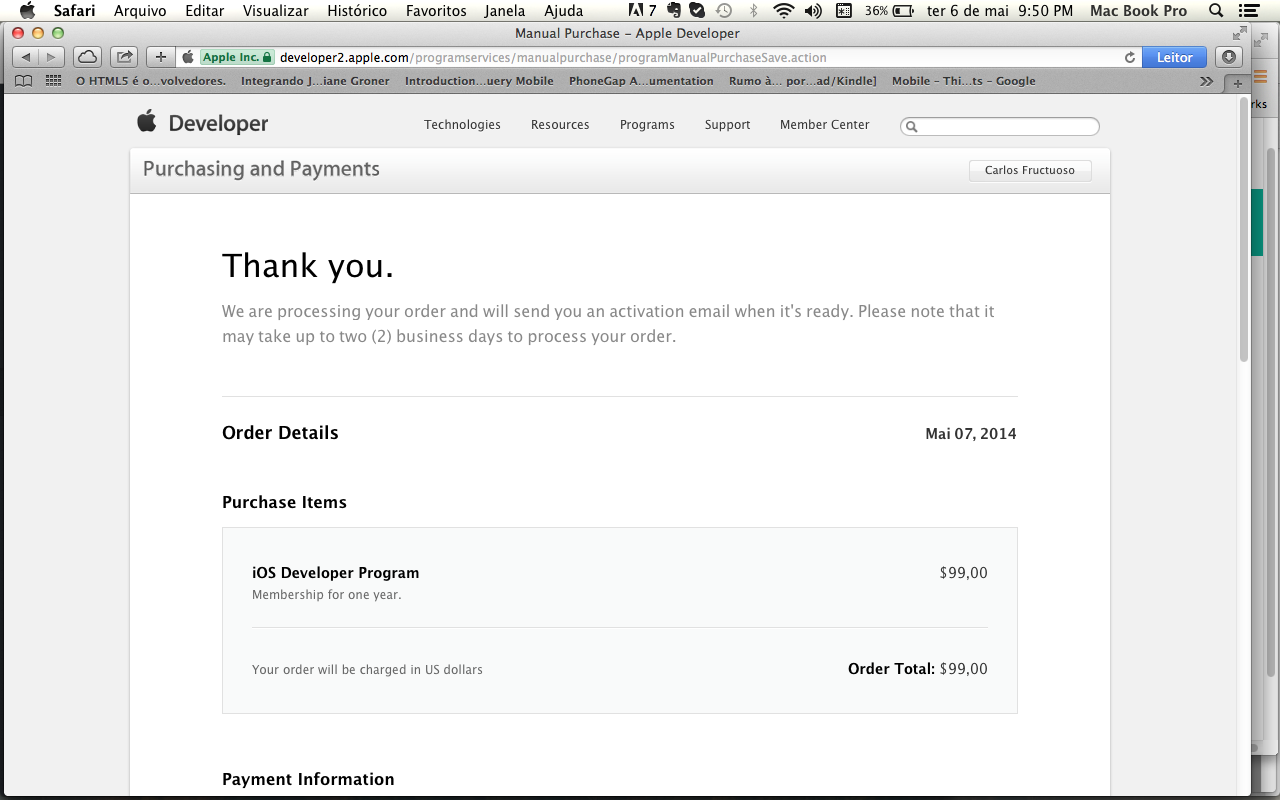 Safari Arquivo Editar Visualizar Histórico Favoritos Janela Ajuda 7 36% ter 6 de mai 9:50 PM Mac Book Pro
Manual Purchase – Apple Developer
Apple Inc. developer2.apple.com/programservices/manualpurchase/programManualPurchaseSave.action Leitor
O HTML5 é o...volvedores. Integrando J...iane Groner Introduction...uery Mobile PhoneGap A...umentation Rumo à... por...ad/Kindle] Mobile – Thi...ts – Google
rks
Developer Technologies Resources Programs Support Member Center
Purchasing and Payments Carlos Fructuoso
Thank you.
We are processing your order and will send you an activation email when it's ready. Please note that it
may take up to two (2) business days to process your order.
Order Details Mai 07, 2014
Purchase Items
iOS Developer Program $99,00
Membership for one year.
Your order will be charged in US dollars Order Total: $99,00
Payment Information